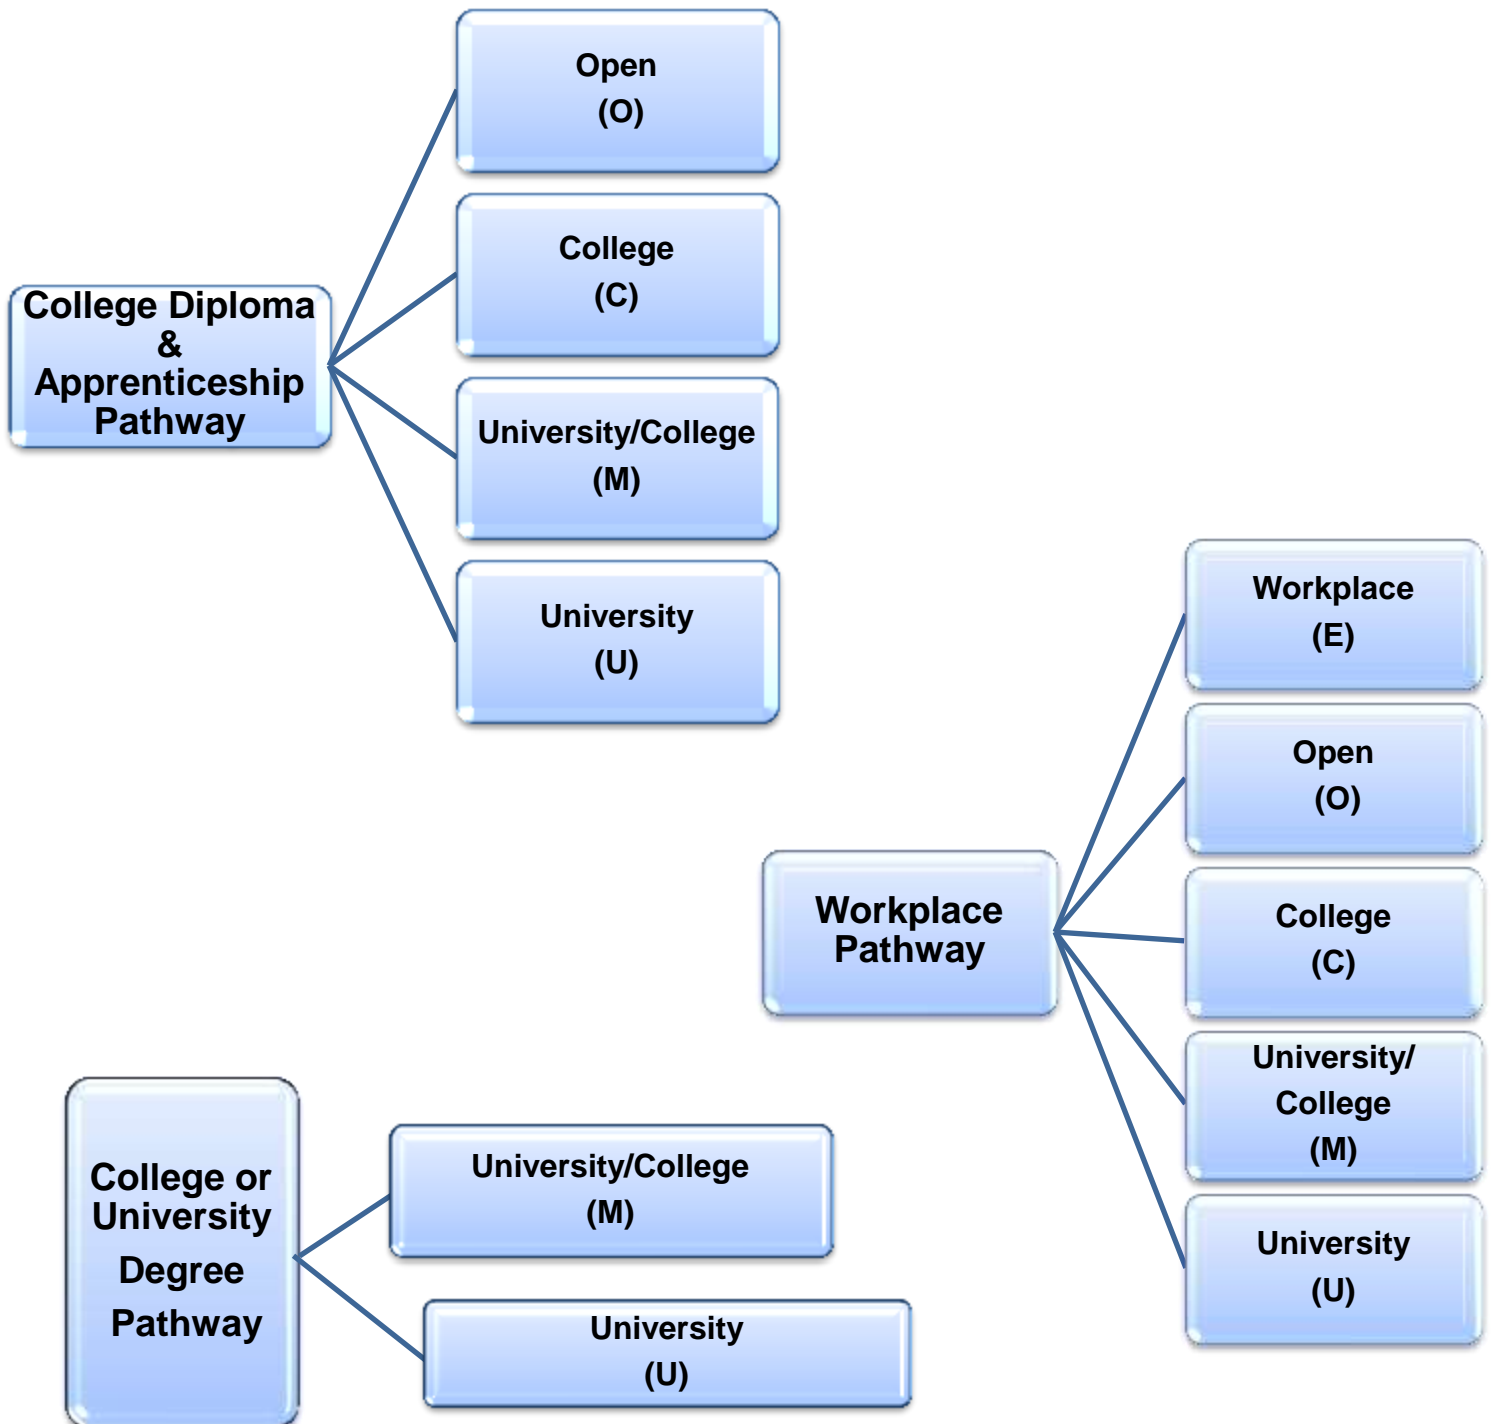 College Diploma
&
Apprenticeship
Pathway
Open
(O)
College
(C)
University/College
(M)
University
(U)
Workplace
Pathway
Workplace
(E)
Open
(O)
College
(C)
University/
College
(M)
University
(U)
College or
University
Degree
Pathway
University/College
(M)
University
(U)